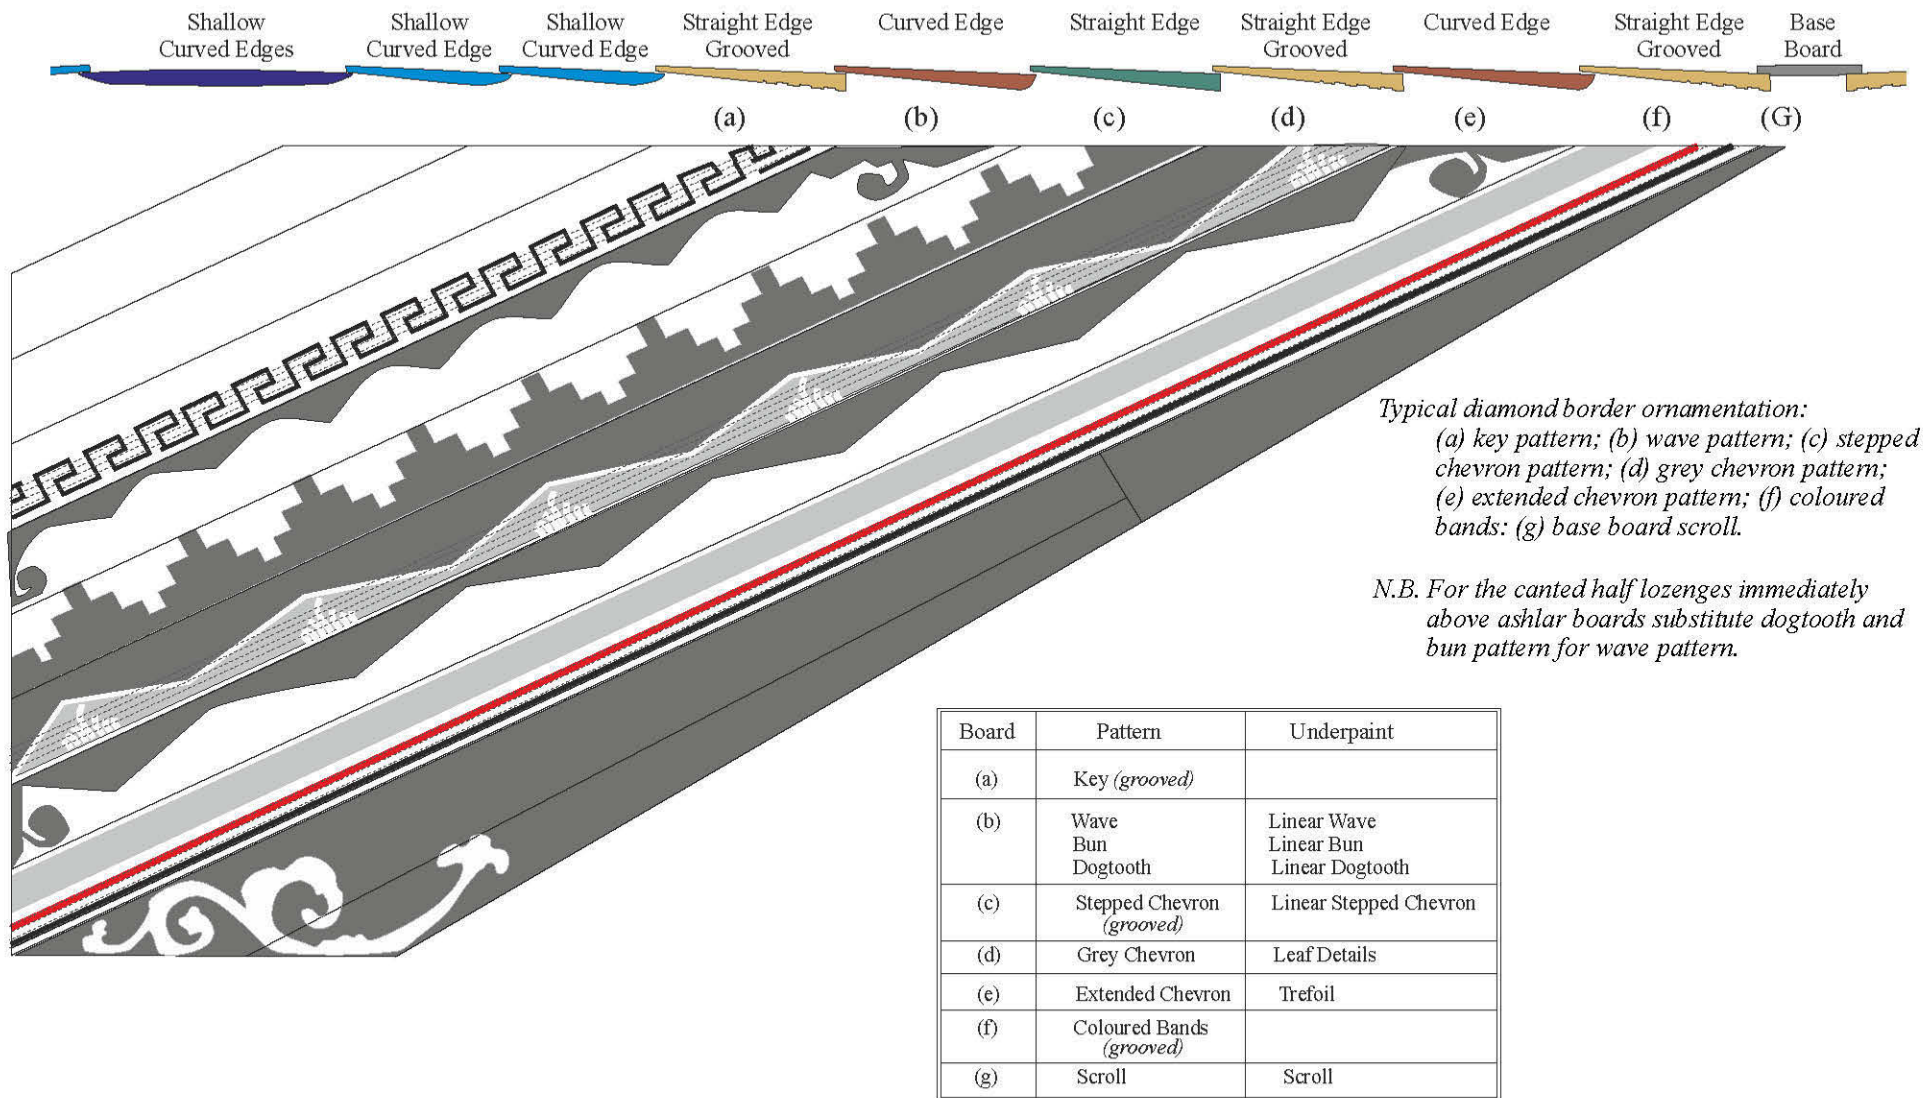 Shallow
Curved Edges
Shallow
Curved Edge
Shallow
Curved Edge
Straight Edge
Grooved
Curved Edge
Straight Edge
Straight Edge
Grooved
Curved Edge
Straight Edge
Grooved
Base
Board
(a) (b) (c) (d) (e) (f) (G)
Typical diamond border ornamentation:
(a) key pattern; (b) wave pattern; (c) stepped
chevron pattern; (d) grey chevron pattern;
(e) extended chevron pattern; (f) coloured
bands: (g) base board scroll.
N.B. For the canted half lozenges immediately
above ashlar boards substitute dogtooth and
bun pattern for wave pattern.
Board Pattern Underpaint
(a) Key (grooved)
(b) Wave Linear Wave
Bun Linear Bun
Dogtooth Linear Dogtooth
(c) Stepped Chevron Linear Stepped Chevron
(grooved)
(d) Grey Chevron Leaf Details
(e) Extended Chevron Trefoil
(f) Coloured Bands
(grooved)
(g) Scroll Scroll